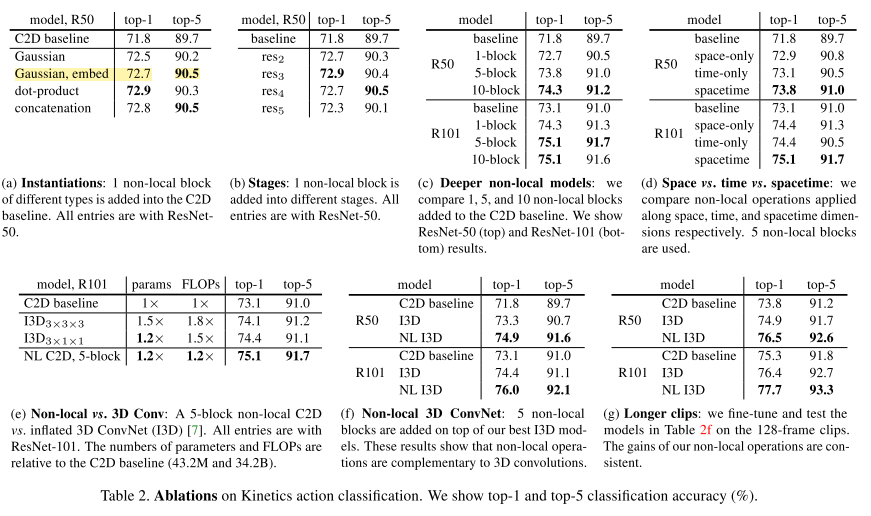 model, R50 top-1 top-5
C2D baseline 71.8 89.7
Gaussian 72.5 90.2
Gaussian, embed 72.7 90.5
dot-product 72.9 90.3
concatenation 72.8 90.5
(a) Instantiations: 1 non-local block
of different types is added into the C2D
baseline. All entries are with ResNet-
50.
model, R50 top-1 top-5
baseline 71.8 89.7
res2 72.7 90.3
res3 72.9 90.4
res4 72.7 90.5
res5 72.3 90.1
(b) Stages: 1 non-local block is
added into different stages. All
entries are with ResNet-50.
model top-1 top-5
baseline 71.8 89.7
R50 1-block 72.7 90.5
5-block 73.8 91.0
10-block 74.3 91.2
baseline 73.1 91.0
R101 1-block 74.3 91.3
5-block 75.1 91.7
10-block 75.1 91.6
(c) Deeper non-local models: we
compare 1, 5, and 10 non-local blocks
added to the C2D baseline. We show
ResNet-50 (top) and ResNet-101 (bot-
tom) results.
model top-1 top-5
baseline 71.8 89.7
R50 space-only 72.9 90.8
time-only 73.1 90.5
spacetime 73.8 91.0
baseline 73.1 91.0
R101 space-only 74.4 91.3
time-only 74.4 90.5
spacetime 75.1 91.7
(d) Space vs. time vs. spacetime: we
compare non-local operations applied
along space, time, and spacetime dimen-
sions respectively. 5 non-local blocks
are used.
model, R101 params FLOPs top-1 top-5
C2D baseline 1× 1× 73.1 91.0
I3D3×3×3 1.5× 1.8× 74.1 91.2
I3D3×1×1 1.2× 1.5× 74.4 91.1
NL C2D, 5-block 1.2× 1.2× 75.1 91.7
(e) Non-local vs. 3D Conv: A 5-block non-local C2D
vs. inflated 3D ConvNet (I3D) [7]. All entries are with
ResNet-101. The numbers of parameters and FLOPs are
relative to the C2D baseline (43.2M and 34.2B).
model top-1 top-5
C2D baseline 71.8 89.7
R50 I3D 73.3 90.7
NL I3D 74.9 91.6
C2D baseline 73.1 91.0
R101 I3D 74.4 91.1
NL I3D 76.0 92.1
(f) Non-local 3D ConvNet: 5 non-local
blocks are added on top of our best I3D mod-
els. These results show that non-local opera-
tions are complementary to 3D convolutions.
model top-1 top-5
C2D baseline 73.8 91.2
R50 I3D 74.9 91.7
NL I3D 76.5 92.6
C2D baseline 75.3 91.8
R101 I3D 76.4 92.7
NL I3D 77.7 93.3
(g) Longer clips: we fine-tune and test the
models in Table 2f on the 128-frame clips.
The gains of our non-local operations are con-
sistent.
Table 2. Ablations on Kinetics action classification. We show top-1 and top-5 classification accuracy (%).